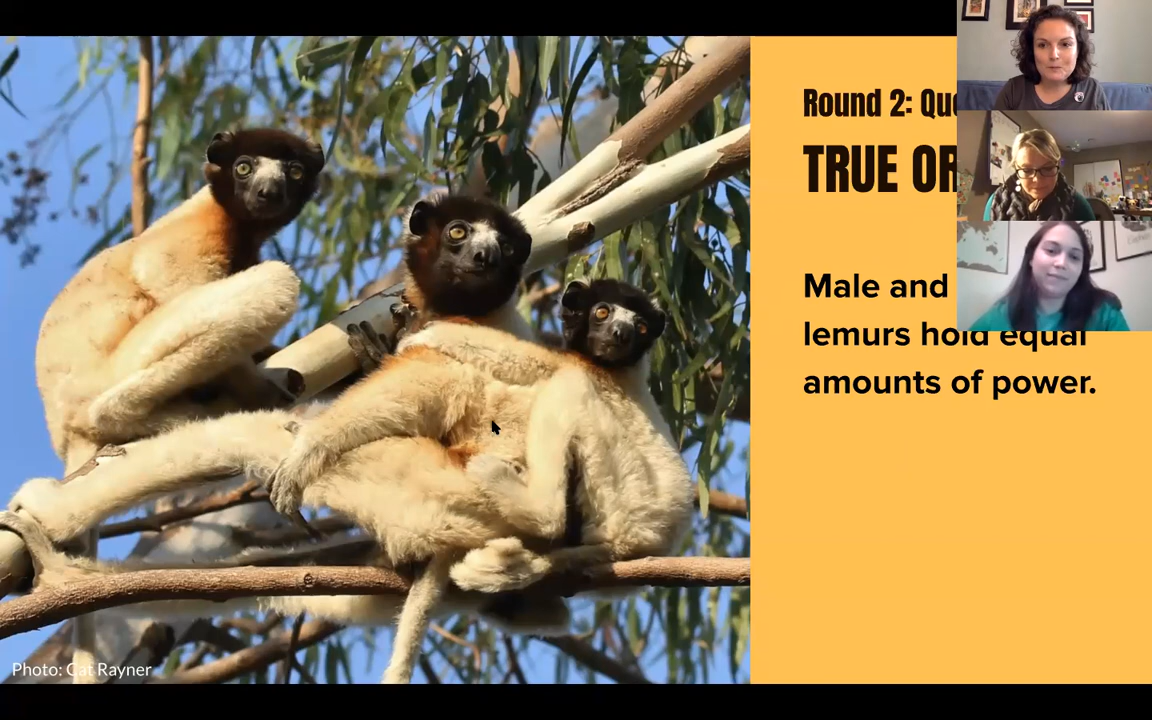 Round 2: Que
TRUE OR
Male and
lemurs hold equal
amounts of power.
Photo: Cat Rayner